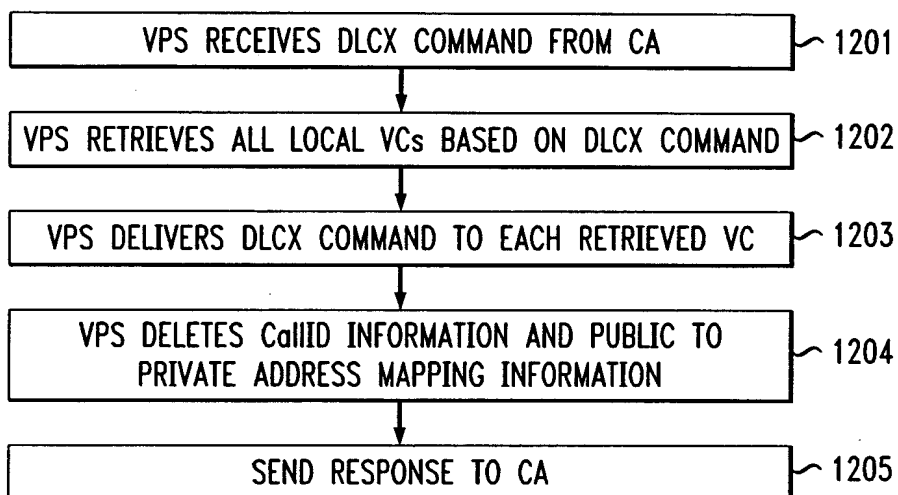 VPS RECEIVES DLCX COMMAND FROM CA 1201
VPS RETRIEVES ALL LOCAL VCs BASED ON DLCX COMMAND 1202
VPS DELIVERS DLCX COMMAND TO EACH RETRIEVED VC 1203
VPS DELETES CallID INFORMATION AND PUBLIC TO
PRIVATE ADDRESS MAPPING INFORMATION 1204
SEND RESPONSE TO CA 1205